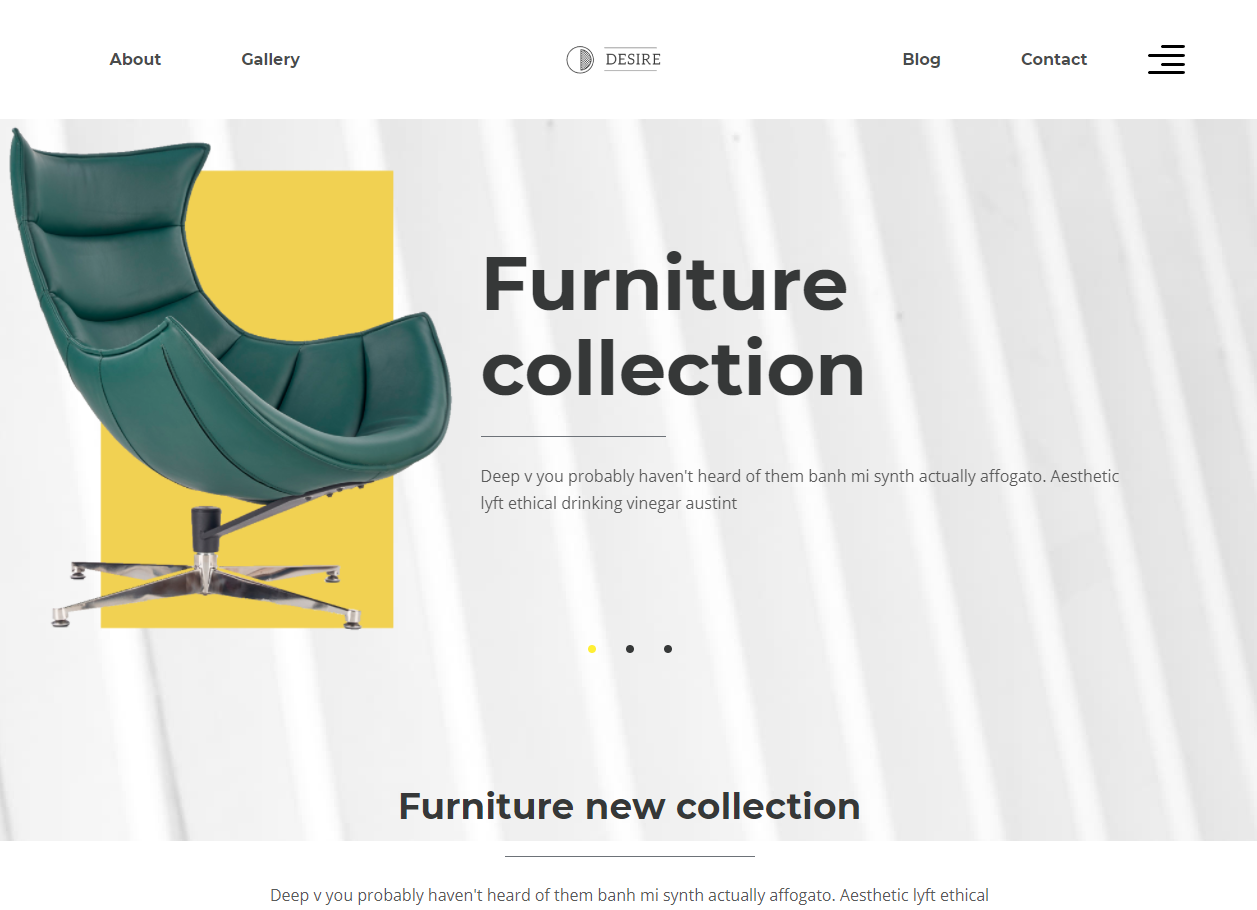 About
Gallery
DESIRE
Blog
Contact
Furniture
collection
Deep v you probably haven't heard of them banh mi synth actually affogato. Aesthetic
lyft ethical drinking vinegar austint
Furniture new collection
Deep v you probably haven't heard of them banh mi synth actually affogato. Aesthetic lyft ethical